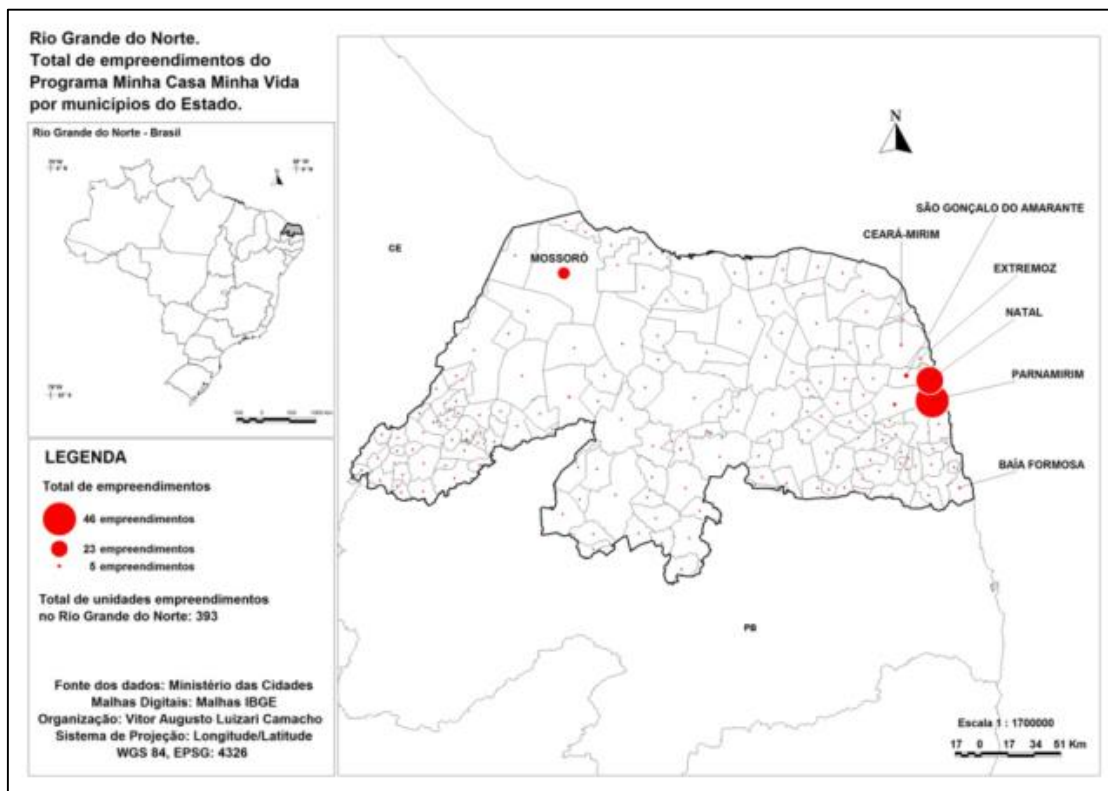 Rio Grande do Norte.
Total de empreendimentos do
Programa Minha Casa Minha Vida
por municípios do Estado.
Rio Grande do Norte - Brasil
N
LEGENDA
Total de empreendimentos
46 empreendimentos
23 empreendimentos
5 empreendimentos
Total de unidades empreendimentos
no Rio Grande do Norte: 393
Fonte dos dados: Ministério das Cidades
Malhas Digitais: Malhas IBGE
Organização: Vitor Augusto Luizari Camacho
Sistema de Projeção: Longitude/Latitude
WGS 84, EPSG: 4326
N
SÃO GONÇALO DO AMARANTE
CEARÁ-MIRIM
CE
MOSSORÓ
EXTREMOZ
NATAL
PARNAMIRIM
BAÍA FORMOSA
PB
Escala 1 : 1700000
17 0 17 34 51 Km